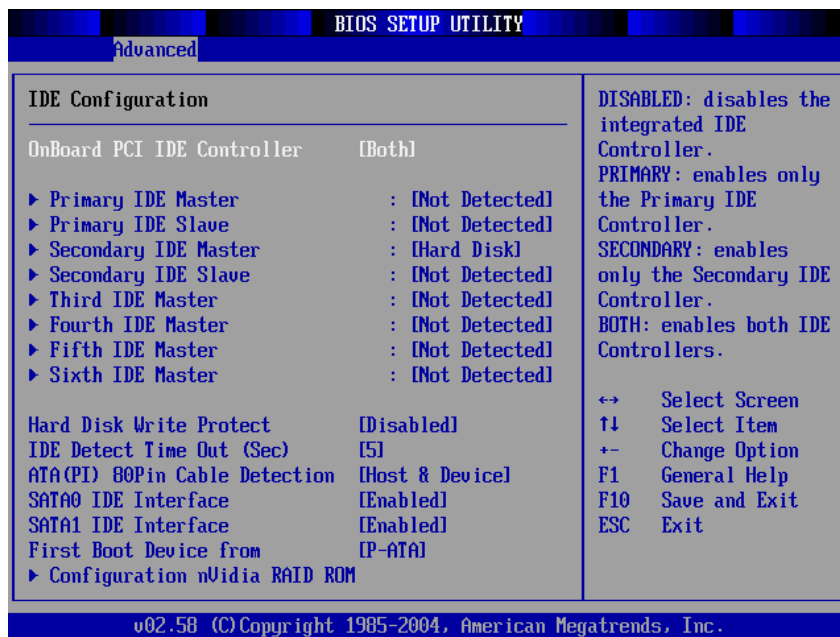 BIOS SETUP UTILITY
Advanced
IDE Configuration
OnBoard PCI IDE Controller [Both]
▶ Primary IDE Master : [Not Detected]
▶ Primary IDE Slave : [Not Detected]
▶ Secondary IDE Master : [Hard Disk]
▶ Secondary IDE Slave : [Not Detected]
▶ Third IDE Master : [Not Detected]
▶ Fourth IDE Master : [Not Detected]
▶ Fifth IDE Master : [Not Detected]
▶ Sixth IDE Master : [Not Detected]
Hard Disk Write Protect [Disabled]
IDE Detect Time Out (Sec) [5]
ATA(PI) 80Pin Cable Detection [Host & Device]
SATA0 IDE Interface [Enabled]
SATA1 IDE Interface [Enabled]
First Boot Device from [P-ATA]
▶ Configuration nVidia RAID ROM
DISABLED: disables the
integrated IDE
Controller.
PRIMARY: enables only
the Primary IDE
Controller.
SECONDARY: enables
only the Secondary IDE
Controller.
BOTH: enables both IDE
Controllers.
↔ Select Screen
↑↓ Select Item
+- Change Option
F1 General Help
F10 Save and Exit
ESC Exit
v02.58 (C)Copyright 1985-2004, American Megatrends, Inc.